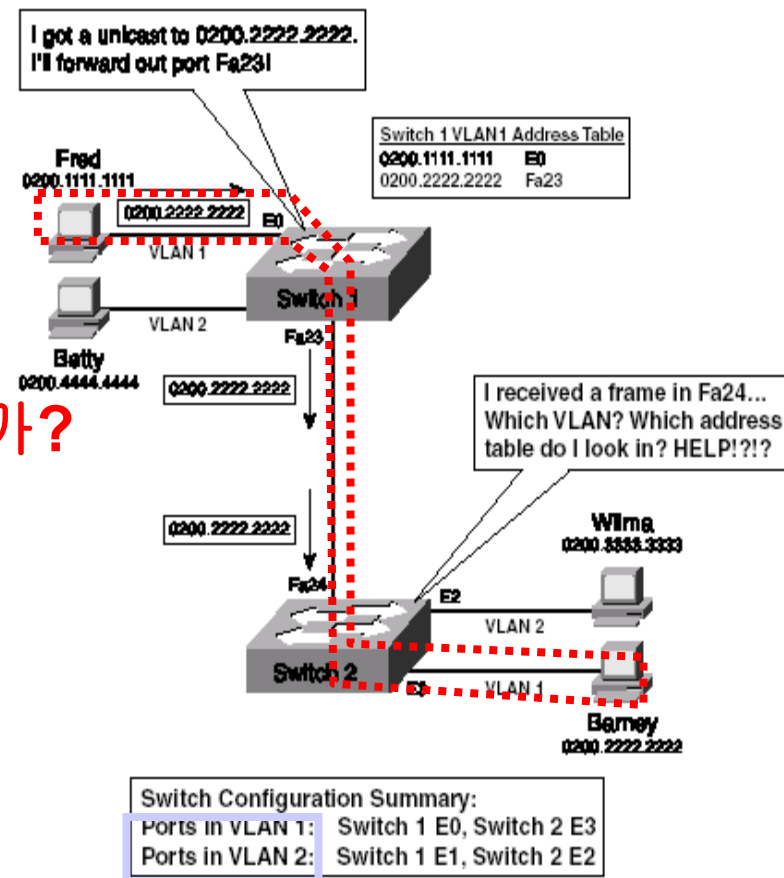 I got a unicast to 0200.2222.2222.
I'll forward out port Fa23!
Switch 1 VLAN1 Address Table
0200.1111.1111 E0
0200.2222.2222 Fa23
Fred
0200.1111.1111
0200.2222.2222
E0
VLAN 1
Switch 1
VLAN 2
Fa23
Betty
0200.4444.4444
0200.2222.2222
가?
I received a frame in Fa24...
Which VLAN? Which address
table do I look in? HELP!?!?
0200.2222.2222
Wilma
0200.3333.3333
Fa24
E2
VLAN 2
Switch 2
E3
VLAN 1
Barney
0200.2222.2222
Switch Configuration Summary:
Ports in VLAN 1: Switch 1 E0, Switch 2 E3
Ports in VLAN 2: Switch 1 E1, Switch 2 E2